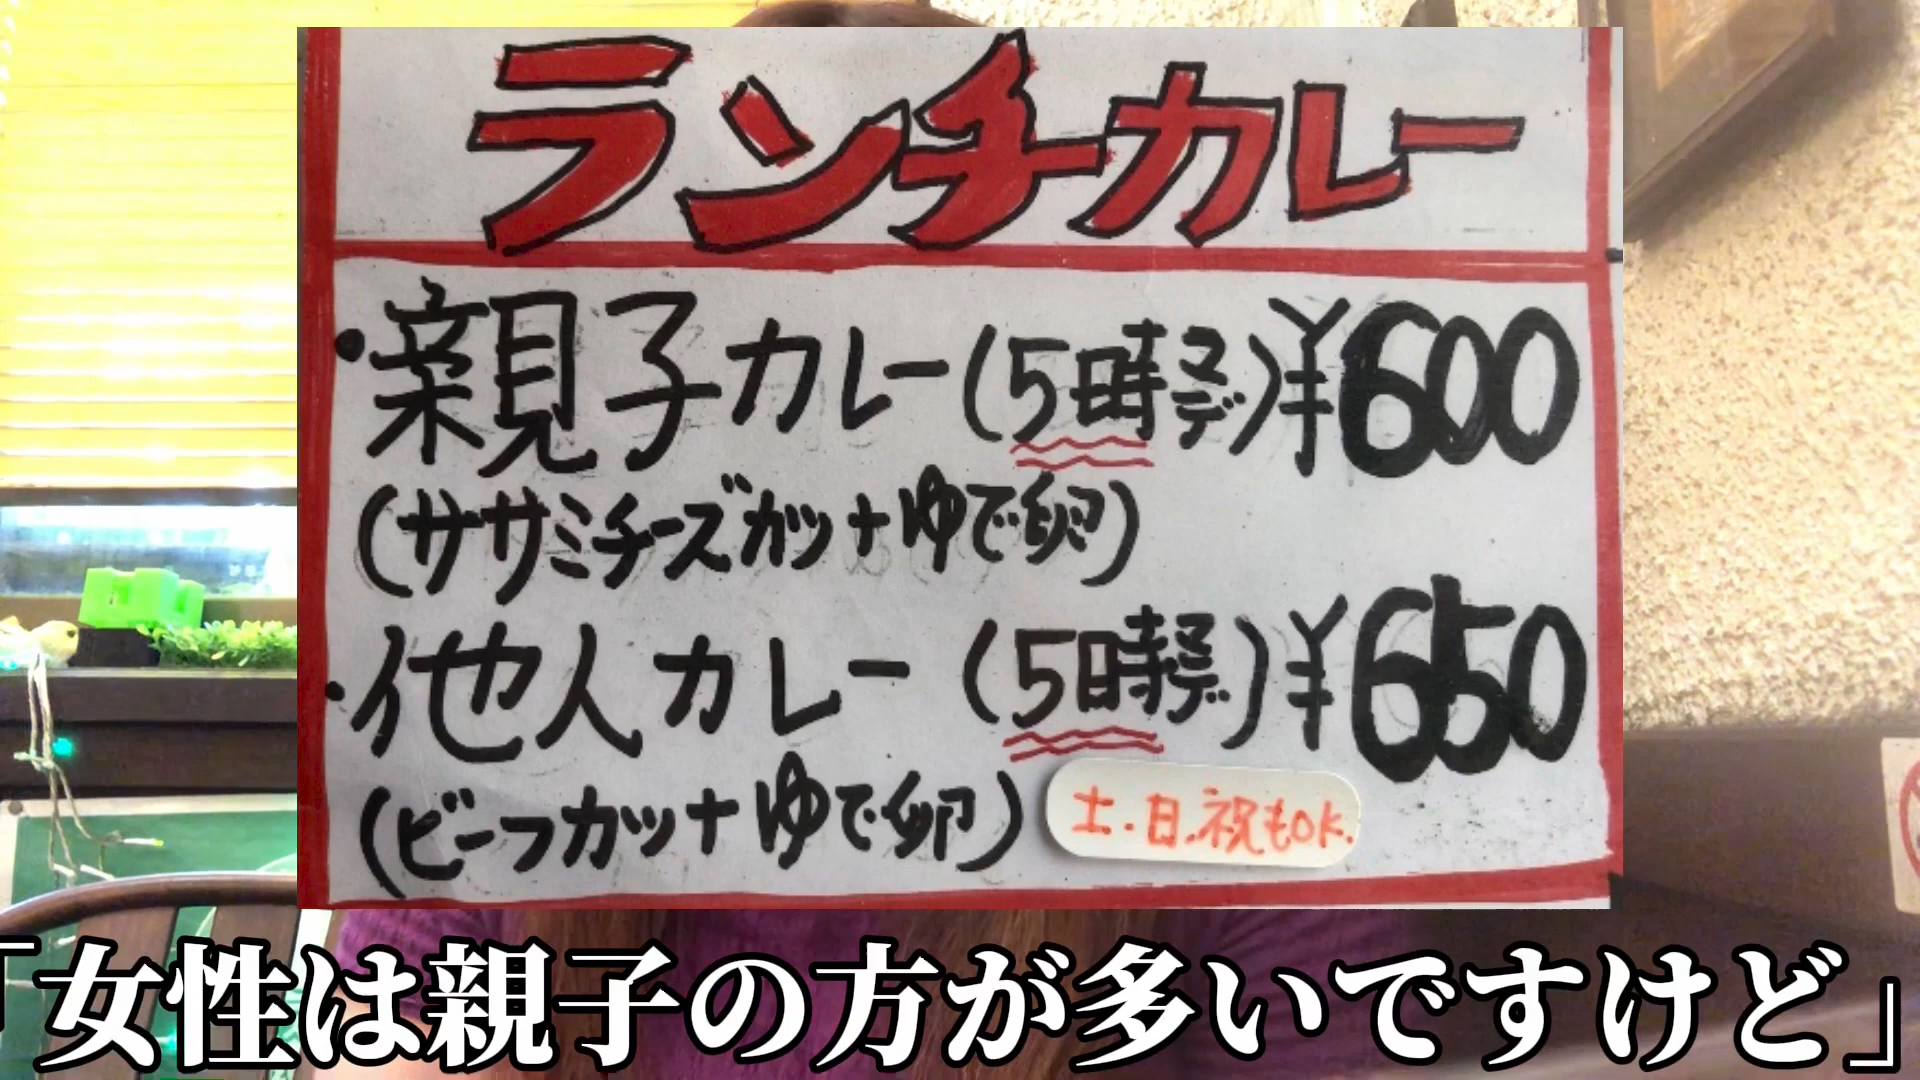 ランチカレー
・親子カレー(5時マデ)¥600
(ササミチーズカツ+ゆで卵)
・他人カレー(5時マデ)¥650
(ビーフカツ+ゆで卵)
土.日.祝もOK.
「女性は親子の方が多いですけど」